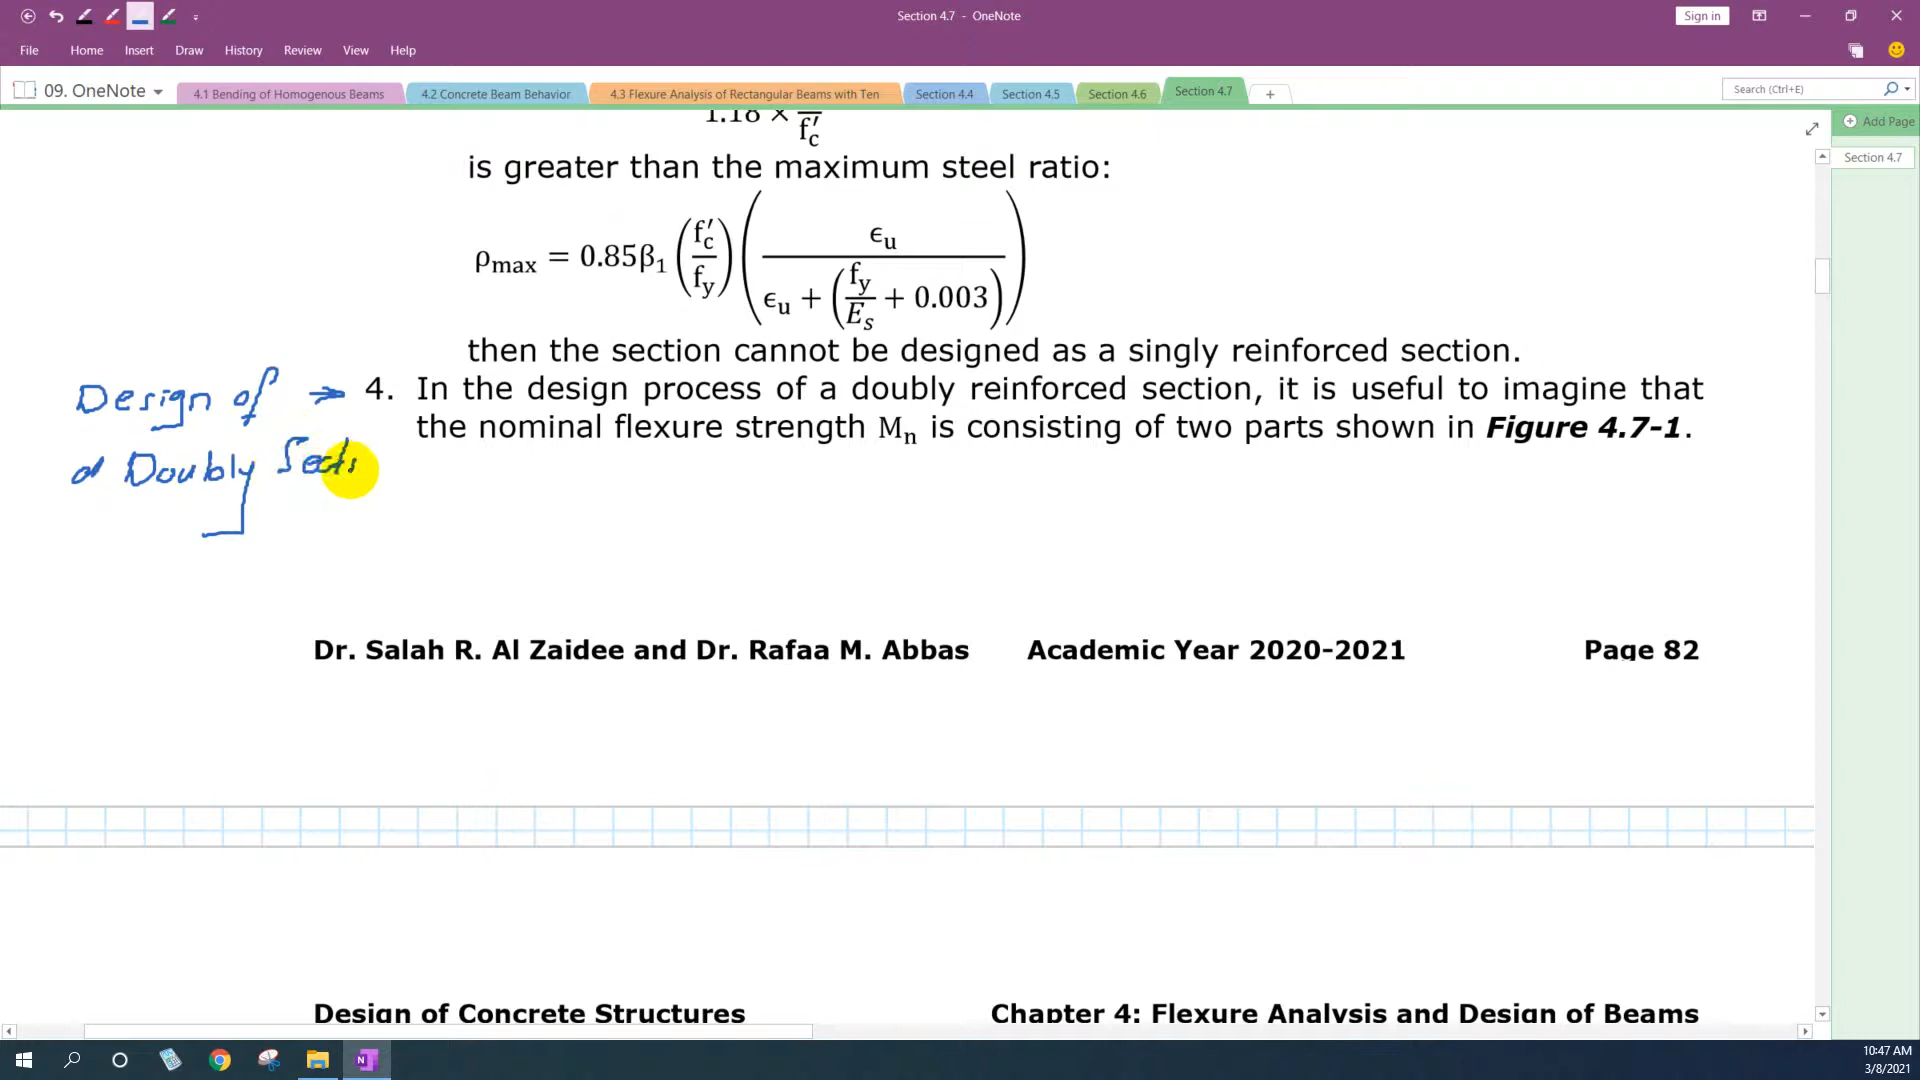 Section 4.7 - OneNote
Sign in
File Home Insert Draw History Review View Help
09. OneNote
4.1 Bending of Homogenous Beams
4.2 Concrete Beam Behavior
4.3 Flexure Analysis of Rectangular Beams with Ten
Section 4.4
Section 4.5
Section 4.6
Section 4.7
+
Search (Ctrl+E)
Add Page
Section 4.7
1.18 × f′c
is greater than the maximum steel ratio:
ρmax = 0.85β1 (f′c / fy) (ϵu / (ϵu + (fy / Es + 0.003)))
then the section cannot be designed as a singly reinforced section.
Design of → 4. In the design process of a doubly reinforced section, it is useful to imagine that
the nominal flexure strength Mn is consisting of two parts shown in Figure 4.7-1.
Doubly
Dr. Salah R. Al Zaidee and Dr. Rafaa M. Abbas Academic Year 2020-2021 Page 82
Design of Concrete Structures Chapter 4: Flexure Analysis and Design of Beams
10:47 AM
3/8/2021